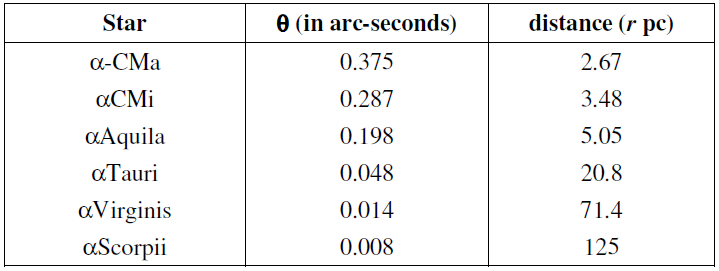 Star θ (in arc-seconds) distance (r pc)
α-CMa 0.375 2.67
αCMi 0.287 3.48
αAquila 0.198 5.05
αTauri 0.048 20.8
αVirginis 0.014 71.4
αScorpii 0.008 125